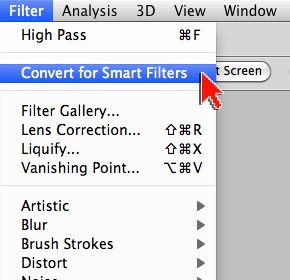 Filter Analysis 3D View Window
High Pass ⌘F
Convert for Smart Filters t Screen
Filter Gallery...
Lens Correction... ⇧⌘R
Liquify... ⇧⌘X
Vanishing Point... ⌥⌘V
Artistic ▶
Blur ▶
Brush Strokes ▶
Distort ▶
Noise ▶